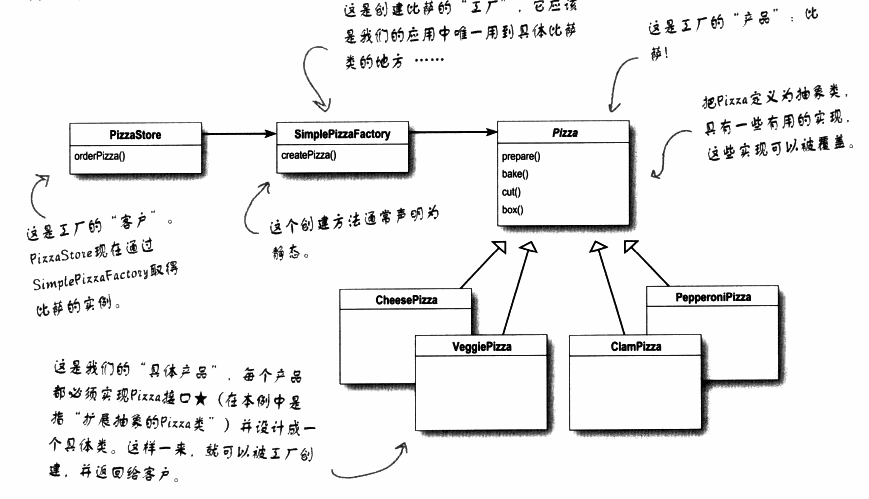 这是创建比萨的“工厂”，它应该
是我们的应用中唯一用到具体比萨
类的地方 ……
这是工厂的“产品”：比
萨！
把Pizza定义为抽象类，
具有一些有用的实现，
这些实现可以被覆盖。
PizzaStore
orderPizza()
SimplePizzaFactory
createPizza()
Pizza
prepare()
bake()
cut()
box()
这是工厂的“客户”。
PizzaStore现在通过
SimplePizzaFactory取得
比萨的实例。
这个创建方法通常声明为
静态。
CheesePizza
VeggiePizza
ClamPizza
PepperoniPizza
这是我们的“具体产品”，每个产品
都必须实现Pizza接口★（在本例中是
指“扩展抽象的Pizza类”）并设计成一
个具体类。这样一来，就可以被工厂创
建，并返回给客户。